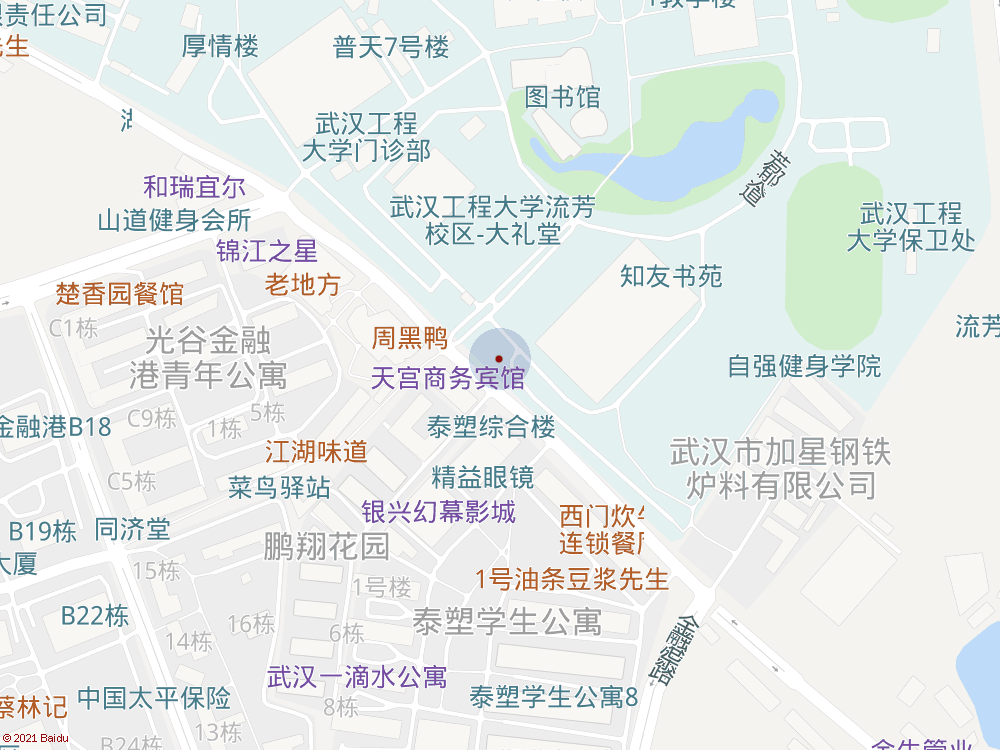 责任公司
先生
厚情楼
普天7号楼
图书馆
武汉工程
大学门诊部
芳郁道
和瑞宜尔
山道健身会所
武汉工程大学流芳
校区-大礼堂
武汉工程
大学保卫处
锦江之星
老地方
知友书苑
楚香园餐馆
C1栋
光谷金融
港青年公寓
周黑鸭
流芳
天宫商务宾馆
自强健身学院
C9栋
5栋
1栋
金融港B18
泰塑综合楼
江湖味道
武汉市加星钢铁
炉料有限公司
C5栋
菜鸟驿站
精益眼镜
银兴幻幕影城
西门炊
连锁餐
B19栋
同济堂
鹏翔花园
大厦
15栋
1号楼
1号油条豆浆先生
B22栋
16栋
6栋
泰塑学生公寓
金融港路
14栋
武汉一滴水公寓
中国太平保险
泰塑学生公寓8
蔡林记
8栋
13栋
B24栋
© 2021 Baidu